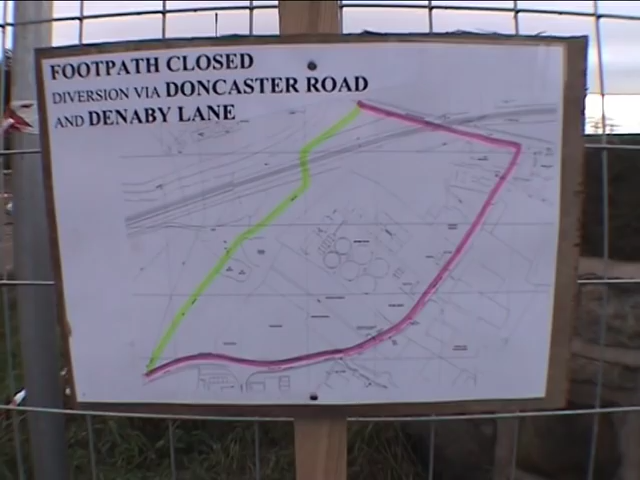 FOOTPATH CLOSED
DIVERSION VIA DONCASTER ROAD
AND DENABY LANE